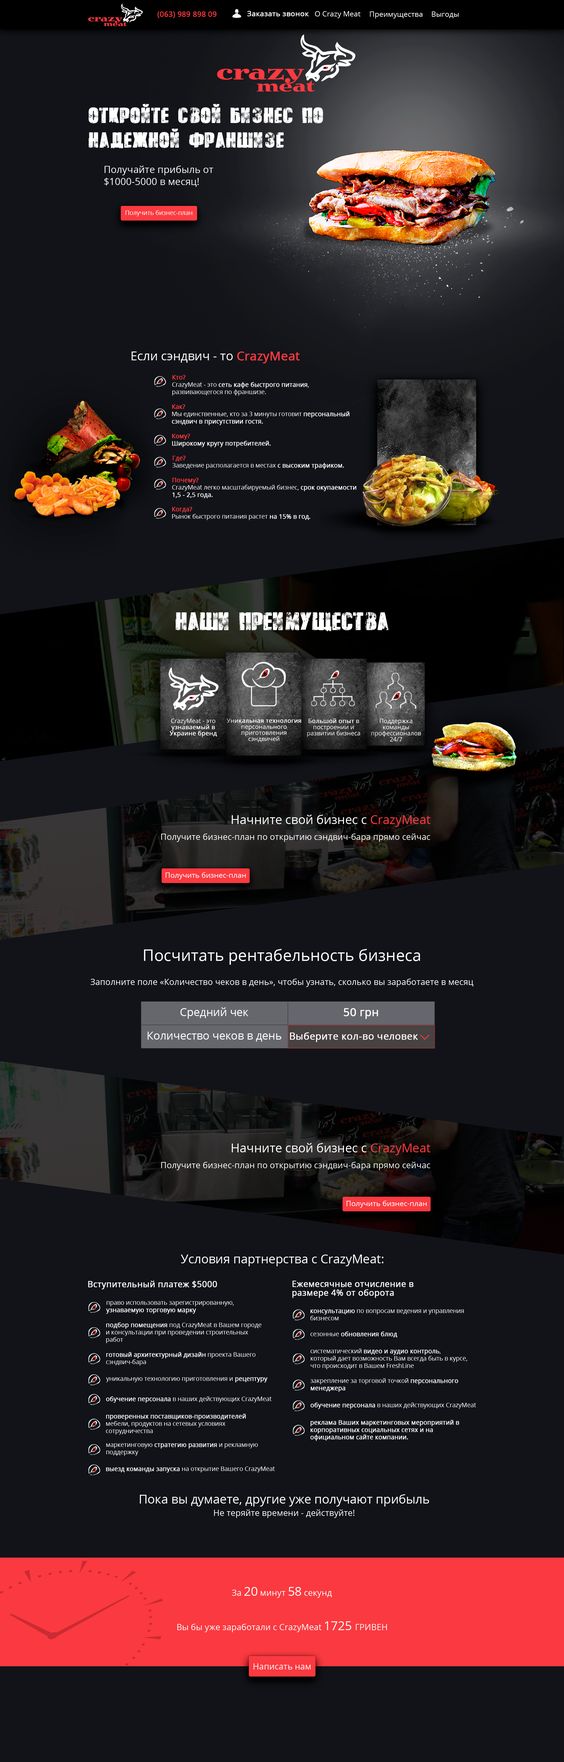 crazy meat
(063) 989 898 09
Заказать звонок
О Crazy Meat
Преимущества
Выгоды
crazy
meat
ОТКРОЙТЕ СВОЙ БИЗНЕС ПО
НАДЕЖНОЙ ФРАНШИЗЕ
Получайте прибыль от
$1000-5000 в месяц!
Получить бизнес-план
Если сэндвич - то CrazyMeat
Кто?
CrazyMeat - это сеть кафе быстрого питания,
развивающегося по франшизе.
Как?
Мы единственные, кто за 3 минуты готовит персональный
сэндвич в присутствии гостя.
Кому?
Широкому кругу потребителей.
Где?
Заведение располагается в местах с высоким трафиком.
Почему?
CrazyMeat легко масштабируемый бизнес, срок окупаемости
1,5 - 2,5 года.
Когда?
Рынок быстрого питания растет на 15% в год.
НАШИ ПРЕИМУЩЕСТВА
CrazyMeat - это
узнаваемый в
Украине бренд
Уникальная технология
персонального
приготовления
сэндвичей
Большой опыт в
построении и
развитии бизнеса
Поддержка
команды
профессионалов
24/7
Начните свой бизнес с CrazyMeat
Получите бизнес-план по открытию сэндвич-бара прямо сейчас
Получить бизнес-план
Посчитать рентабельность бизнеса
Заполните поле «Количество чеков в день», чтобы узнать, сколько вы заработаете в месяц
Средний чек
50 грн
Количество чеков в день
Выберите кол-во человек
Начните свой бизнес с CrazyMeat
Получите бизнес-план по открытию сэндвич-бара прямо сейчас
Получить бизнес-план
Условия партнерства с CrazyMeat:
Вступительный платеж $5000
право использовать зарегистрированную,
узнаваемую торговую марку
подбор помещения под CrazyMeat в Вашем городе
и консультации при проведении строительных
работ
готовый архитектурный дизайн проекта Вашего
сэндвич-бара
уникальную технологию приготовления и рецептуру
обучение персонала в наших действующих CrazyMeat
проверенных поставщиков-производителей
мебели, продуктов на сетевых условиях
сотрудничества
маркетинговую стратегию развития и рекламную
поддержку
выезд команды запуска на открытие Вашего CrazyMeat
Ежемесячные отчисление в
размере 4% от оборота
консультацию по вопросам ведения и управления
бизнесом
сезонные обновления блюд
систематический видео и аудио контроль,
который дает возможность Вам всегда быть в курсе,
что происходит в Вашем FreshLine
закрепление за торговой точкой персонального
менеджера
обучение персонала в наших действующих CrazyMeat
реклама Ваших маркетинговых мероприятий в
корпоративных социальных сетях и на
официальном сайте компании.
Пока вы думаете, другие уже получают прибыль
Не теряйте времени - действуйте!
За 20 минут 58 секунд
Вы бы уже заработали с CrazyMeat 1725 ГРИВЕН
Написать нам